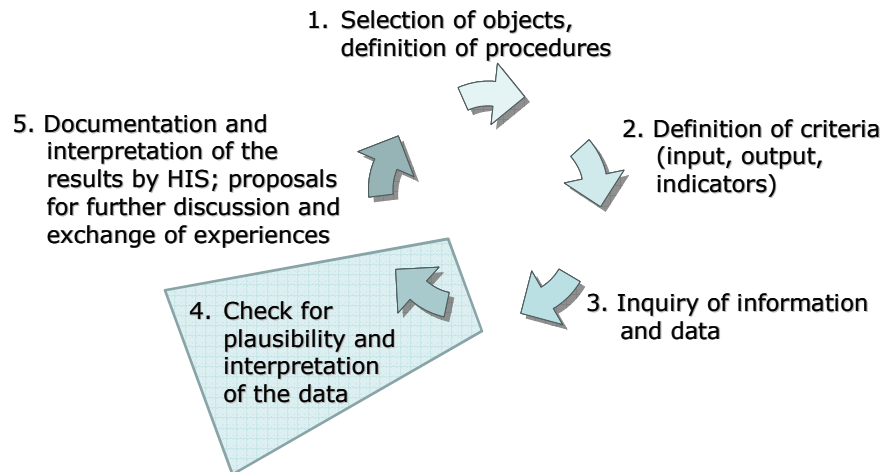 1. Selection of objects,
definition of procedures
2. Definition of criteria
(input, output,
indicators)
3. Inquiry of information
and data
4. Check for
plausibility and
interpretation
of the data
5. Documentation and
interpretation of the
results by HIS; proposals
for further discussion and
exchange of experiences